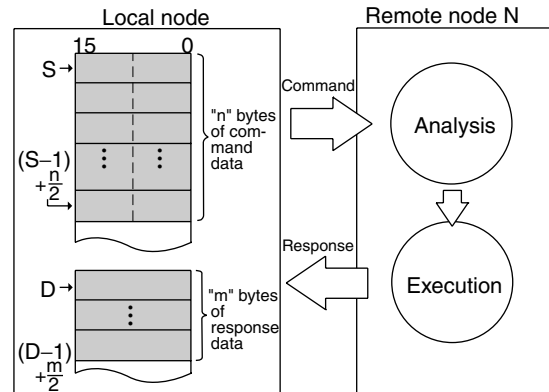 Local node
Remote node N
15 0
S
"n" bytes
of com-
mand
data
(S–1)
+n/2
Command
Analysis
Response
Execution
D
"m" bytes
of
response
data
(D–1)
+m/2